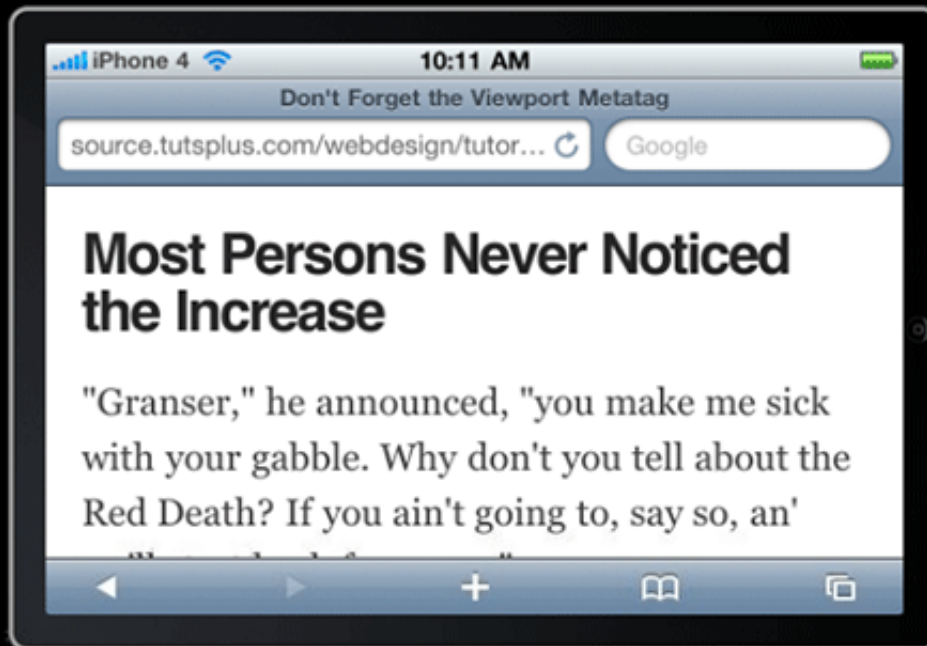 iPhone 4 10:11 AM
Don't Forget the Viewport Metatag
source.tutsplus.com/webdesign/tutor... Google
Most Persons Never Noticed
the Increase
"Granser," he announced, "you make me sick
with your gabble. Why don't you tell about the
Red Death? If you ain't going to, say so, an'